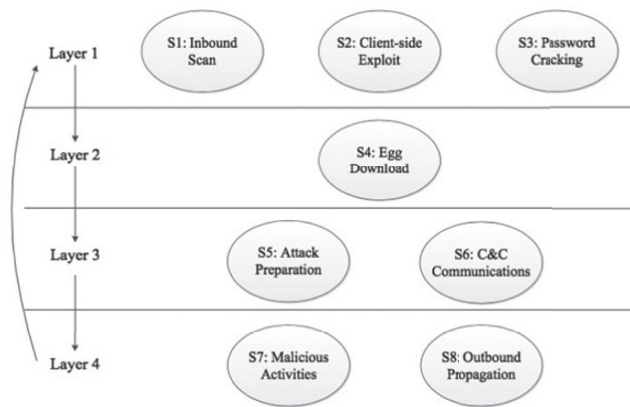 Layer 1
S1: Inbound
Scan
S2: Client-side
Exploit
S3: Password
Cracking
Layer 2
S4: Egg
Download
Layer 3
S5: Attack
Preparation
S6: C&C
Communications
Layer 4
S7: Malicious
Activities
S8: Outbound
Propagation